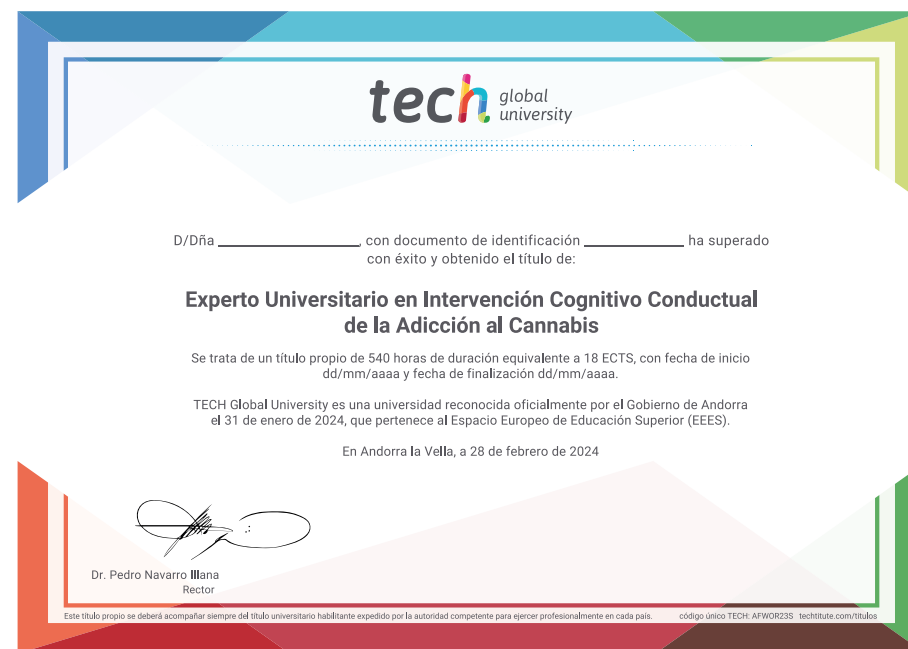 tech global university
D/Dña ____________________, con documento de identificación ______________ ha superado
con éxito y obtenido el título de:
Experto Universitario en Intervención Cognitivo Conductual
de la Adicción al Cannabis
Se trata de un título propio de 540 horas de duración equivalente a 18 ECTS, con fecha de inicio
dd/mm/aaaa y fecha de finalización dd/mm/aaaa.
TECH Global University es una universidad reconocida oficialmente por el Gobierno de Andorra
el 31 de enero de 2024, que pertenece al Espacio Europeo de Educación Superior (EEES).
En Andorra la Vella, a 28 de febrero de 2024
Dr. Pedro Navarro Illana
Rector
Este título propio se deberá acompañar siempre del título universitario habilitante expedido por la autoridad competente para ejercer profesionalmente en cada país. código único TECH: AFWOR23S techtitute.com/titulos